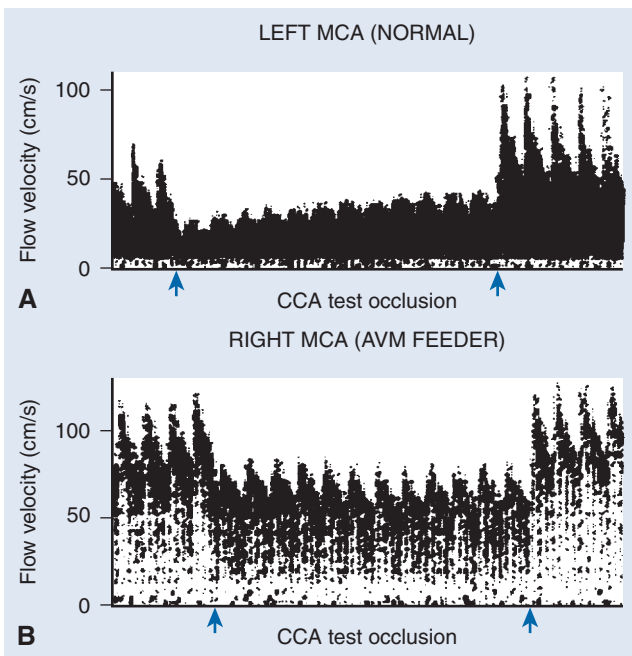 LEFT MCA (NORMAL)
Flow velocity (cm/s)
100
50
0
A
CCA test occlusion
RIGHT MCA (AVM FEEDER)
Flow velocity (cm/s)
100
50
0
B
CCA test occlusion